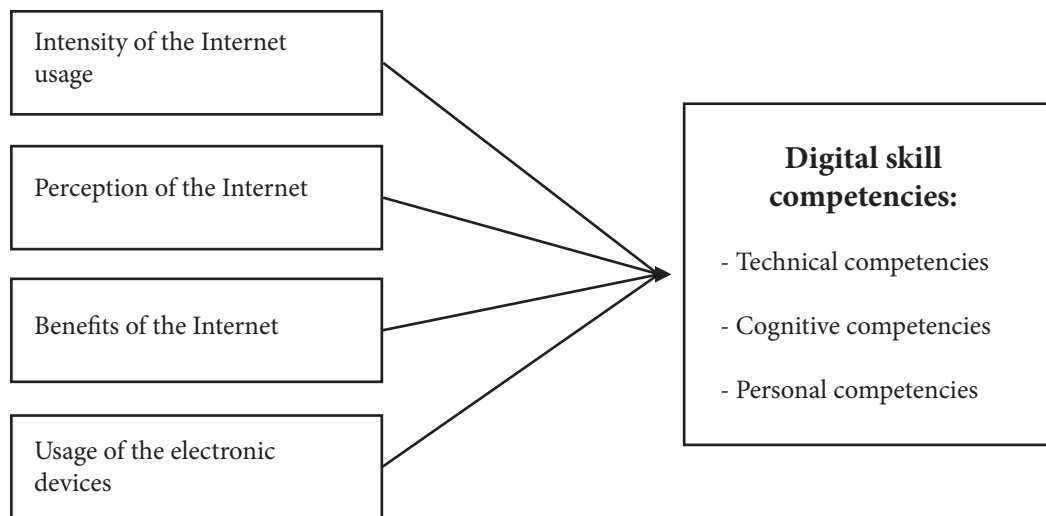 Intensity of the Internet
usage
Perception of the Internet
Benefits of the Internet
Usage of the electronic
devices
Digital skill
competencies:
- Technical competencies
- Cognitive competencies
- Personal competencies